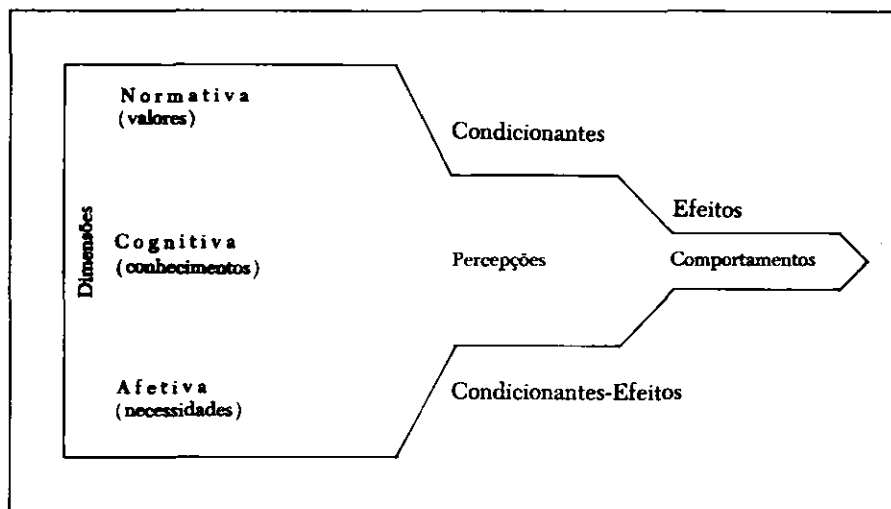 Dimensões
Normativa
(valores)
Cognitiva
(conhecimentos)
Afetiva
(necessidades)
Condicionantes
Percepções
Condicionantes-Efeitos
Efeitos
Comportamentos